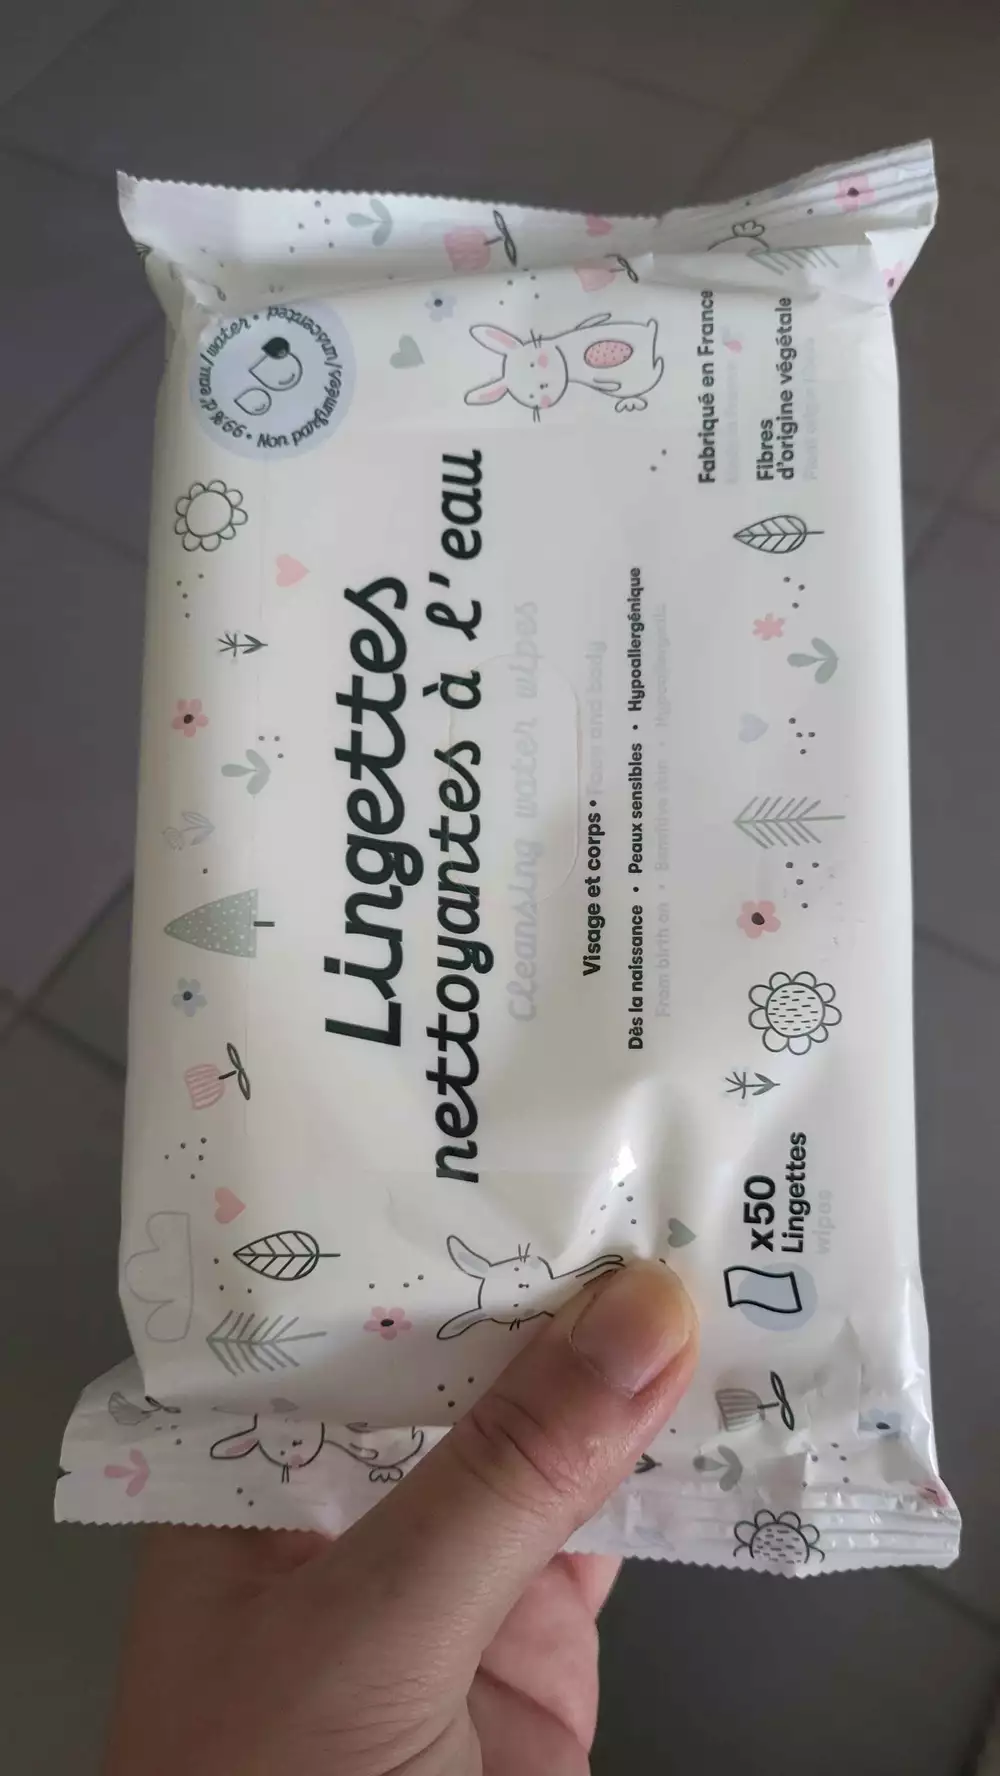 99% d'eau/water • Non parfumées/unscented •
Lingettes
nettoyantes à l'eau
Cleansing water wipes
Visage et corps • Face and body
Dès la naissance • Peaux sensibles • Hypoallergénique
From birth on • Sensitive skin • Hypoallergenic
x50
Lingettes
wipes
Fabriqué en France
Fibres
d'origine végétale